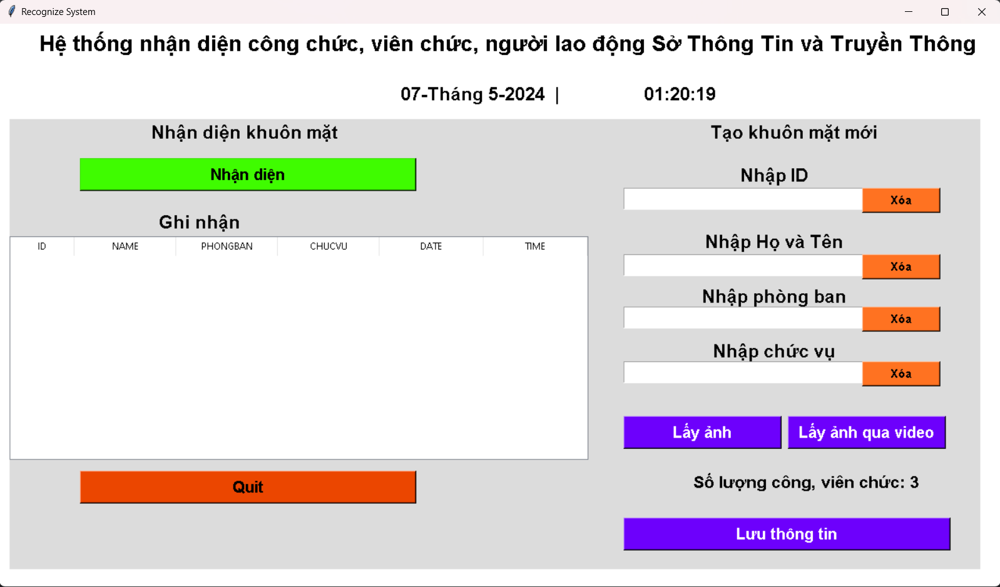 Recognize System
Hệ thống nhận diện công chức, viên chức, người lao động Sở Thông Tin và Truyền Thông
07-Tháng 5-2024 | 01:20:19
Nhận diện khuôn mặt
Nhận diện
Ghi nhận
ID NAME PHONGBAN CHUCVU DATE TIME
Quit
Tạo khuôn mặt mới
Nhập ID
Xóa
Nhập Họ và Tên
Xóa
Nhập phòng ban
Xóa
Nhập chức vụ
Xóa
Lấy ảnh Lấy ảnh qua video
Số lượng công, viên chức: 3
Lưu thông tin